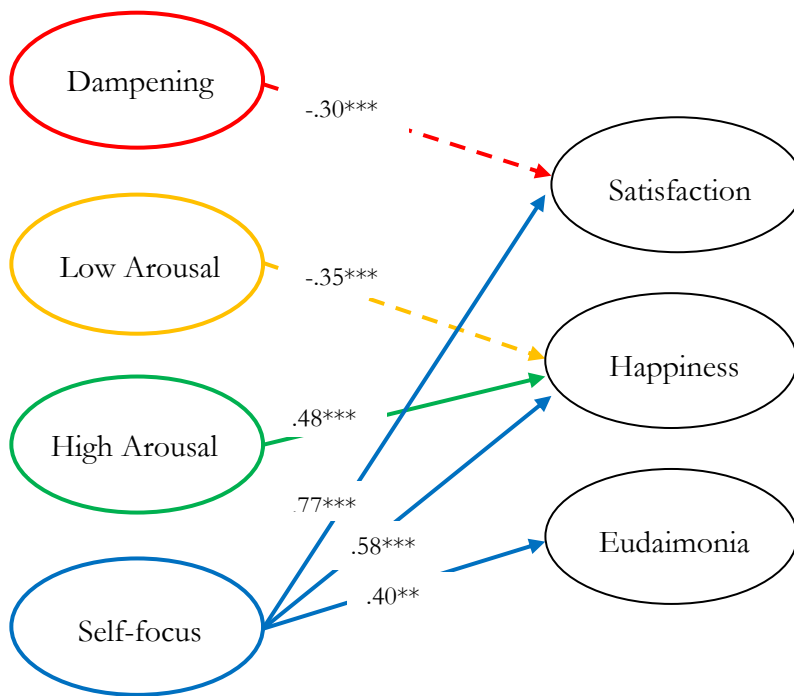 Dampening
-.30***
Satisfaction
Low Arousal
-.35***
Happiness
High Arousal
.48***
.77***
.58***
Eudaimonia
.40**
Self-focus